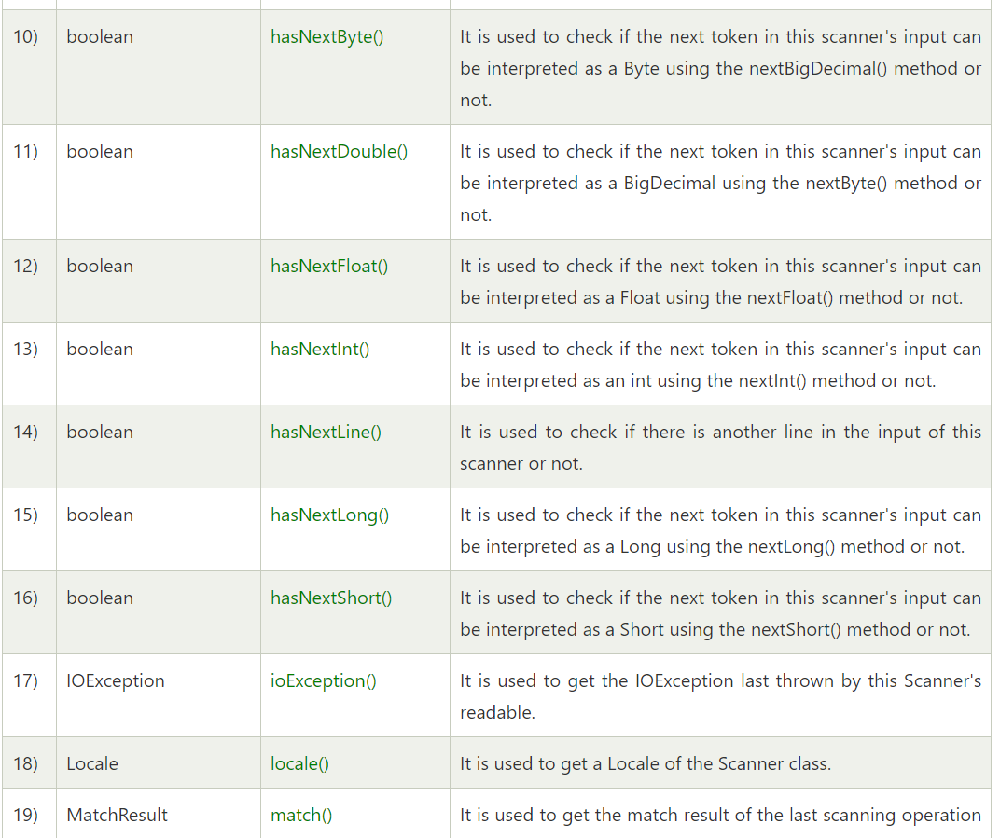 10) boolean hasNextByte() It is used to check if the next token in this scanner's input can
be interpreted as a Byte using the nextBigDecimal() method or
not.
11) boolean hasNextDouble() It is used to check if the next token in this scanner's input can
be interpreted as a BigDecimal using the nextByte() method or
not.
12) boolean hasNextFloat() It is used to check if the next token in this scanner's input can
be interpreted as a Float using the nextFloat() method or not.
13) boolean hasNextInt() It is used to check if the next token in this scanner's input can
be interpreted as an int using the nextInt() method or not.
14) boolean hasNextLine() It is used to check if there is another line in the input of this
scanner or not.
15) boolean hasNextLong() It is used to check if the next token in this scanner's input can
be interpreted as a Long using the nextLong() method or not.
16) boolean hasNextShort() It is used to check if the next token in this scanner's input can
be interpreted as a Short using the nextShort() method or not.
17) IOException ioException() It is used to get the IOException last thrown by this Scanner's
readable.
18) Locale locale() It is used to get a Locale of the Scanner class.
19) MatchResult match() It is used to get the match result of the last scanning operation